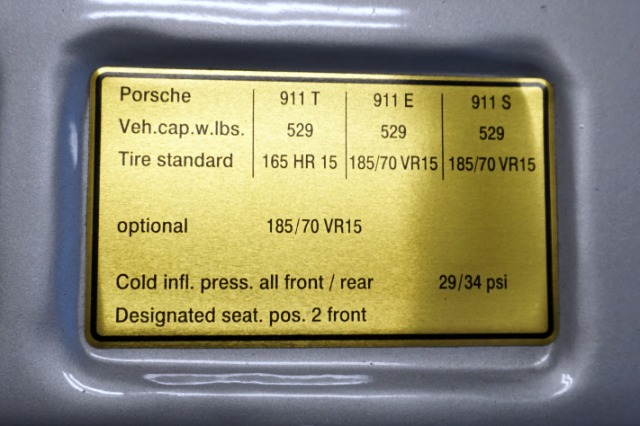 Porsche 911 T 911 E 911 S
Veh.cap.w.lbs. 529 529 529
Tire standard 165 HR 15 185/70 VR15 185/70 VR15
optional 185/70 VR15
Cold infl. press. all front / rear 29/34 psi
Designated seat. pos. 2 front